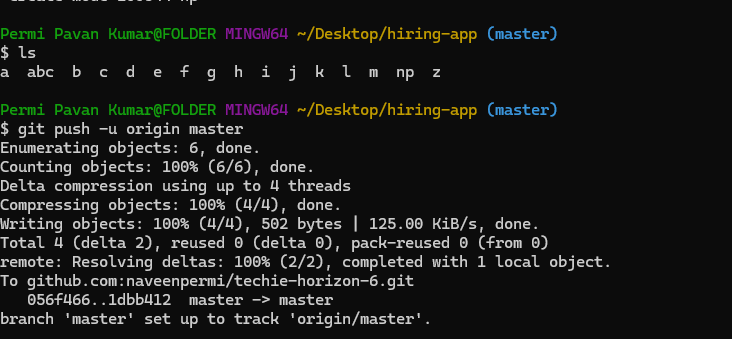 Permi Pavan Kumar@FOLDER MINGW64 ~/Desktop/hiring-app (master)
$ ls
a  abc  b  c  d  e  f  g  h  i  j  k  l  m  np  z
Permi Pavan Kumar@FOLDER MINGW64 ~/Desktop/hiring-app (master)
$ git push -u origin master
Enumerating objects: 6, done.
Counting objects: 100% (6/6), done.
Delta compression using up to 4 threads
Compressing objects: 100% (4/4), done.
Writing objects: 100% (4/4), 502 bytes | 125.00 KiB/s, done.
Total 4 (delta 2), reused 0 (delta 0), pack-reused 0 (from 0)
remote: Resolving deltas: 100% (2/2), completed with 1 local object.
To github.com:naveenpermi/techie-horizon-6.git
   056f466..1dbb412  master -> master
branch 'master' set up to track 'origin/master'.